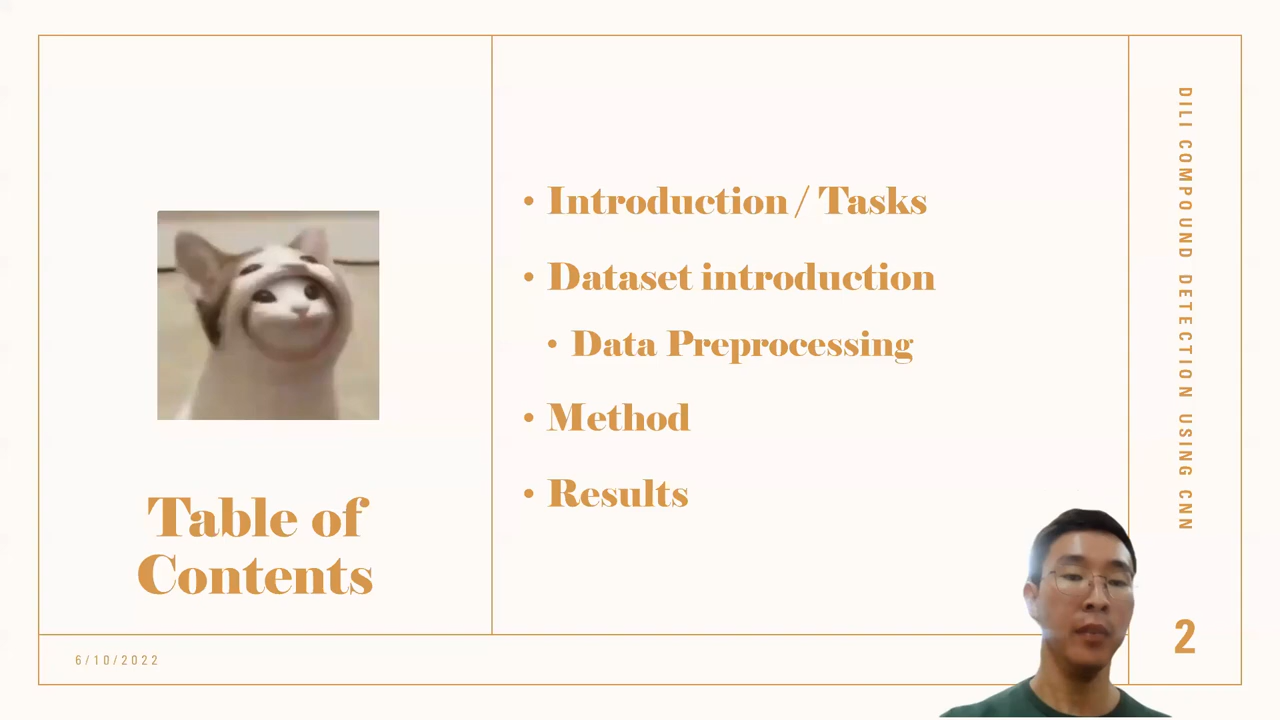 Table of
Contents
• Introduction / Tasks
• Dataset introduction
• Data Preprocessing
• Method
• Results
DILI COMPOUND DETECTION USING CNN
6/10/2022
2